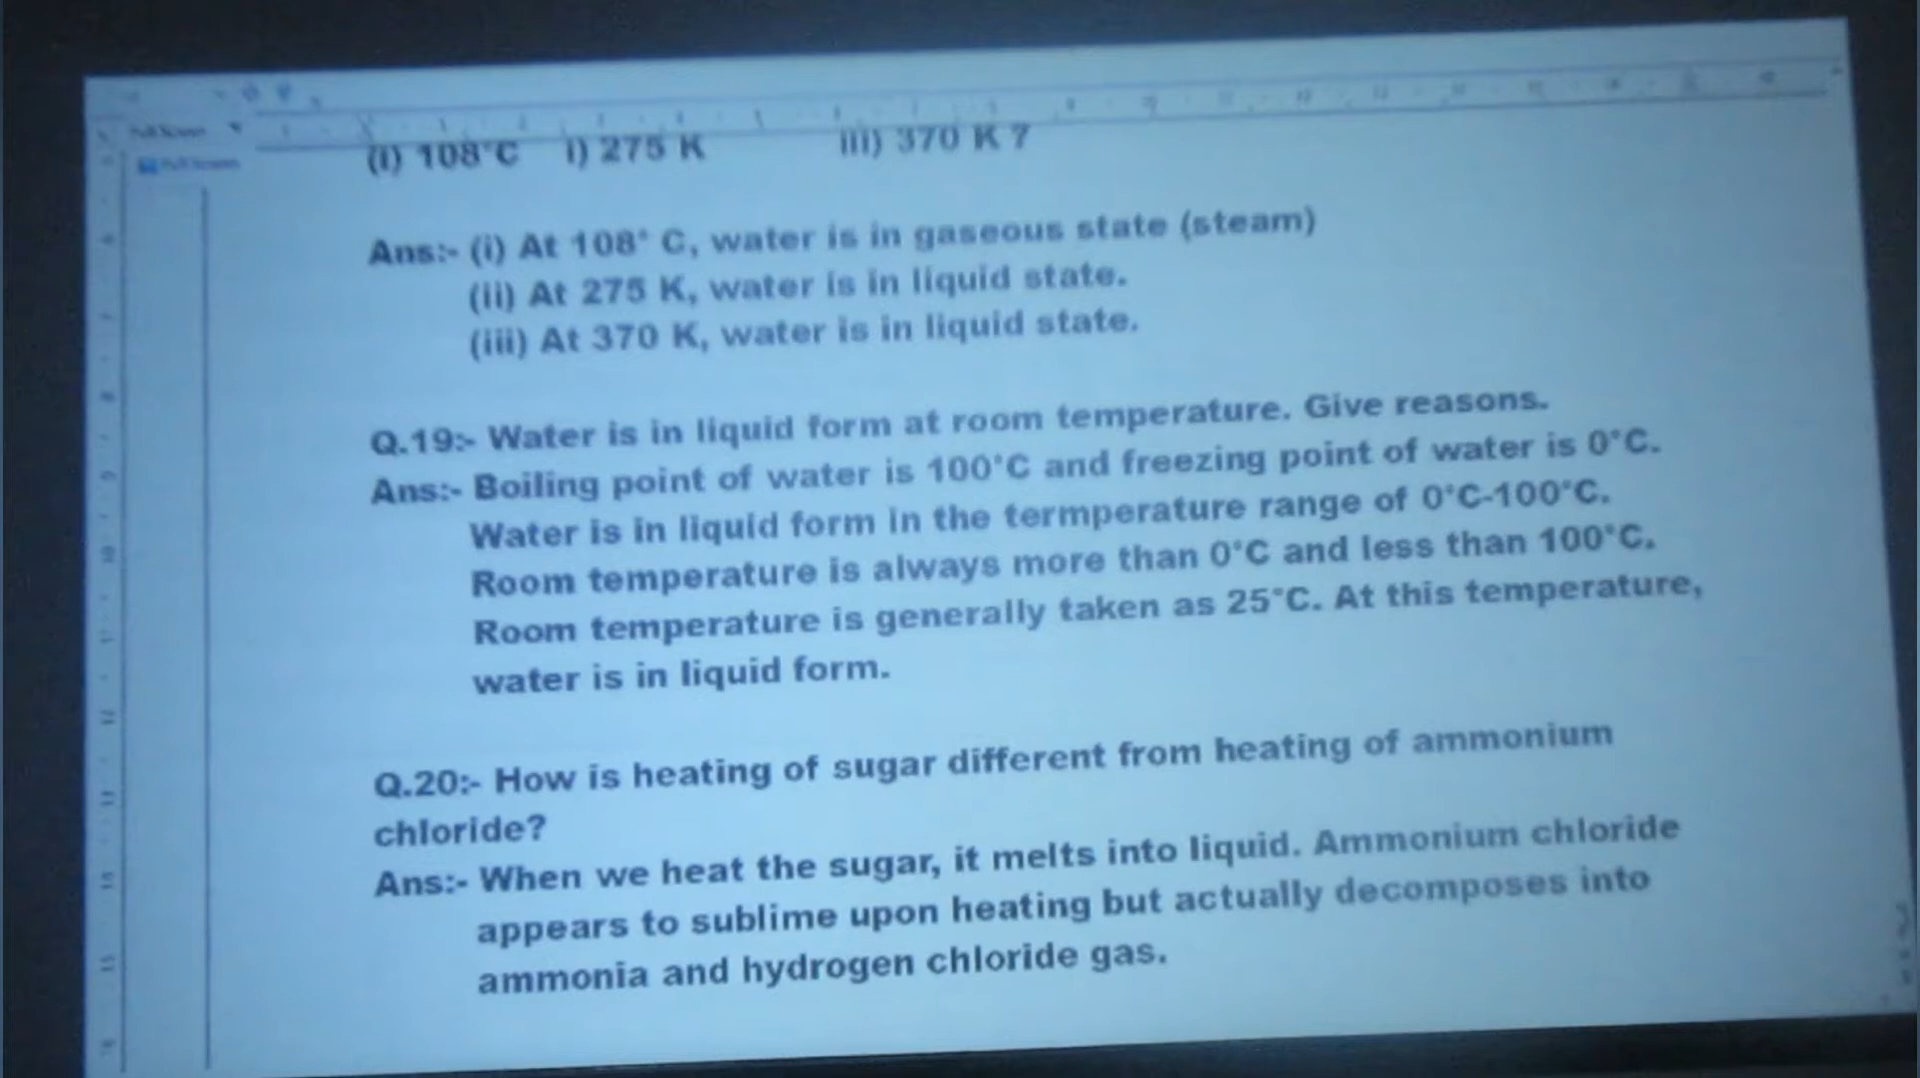 Full Screen
Full Screen
(i) 108°C i) 275 K iii) 370 K ?
Ans:- (i) At 108° C, water is in gaseous state (steam)
(ii) At 275 K, water is in liquid state.
(iii) At 370 K, water is in liquid state.
Q.19:- Water is in liquid form at room temperature. Give reasons.
Ans:- Boiling point of water is 100°C and freezing point of water is 0°C.
Water is in liquid form in the termperature range of 0°C-100°C.
Room temperature is always more than 0°C and less than 100°C.
Room temperature is generally taken as 25°C. At this temperature,
water is in liquid form.
Q.20:- How is heating of sugar different from heating of ammonium
chloride?
Ans:- When we heat the sugar, it melts into liquid. Ammonium chloride
appears to sublime upon heating but actually decomposes into
ammonia and hydrogen chloride gas.